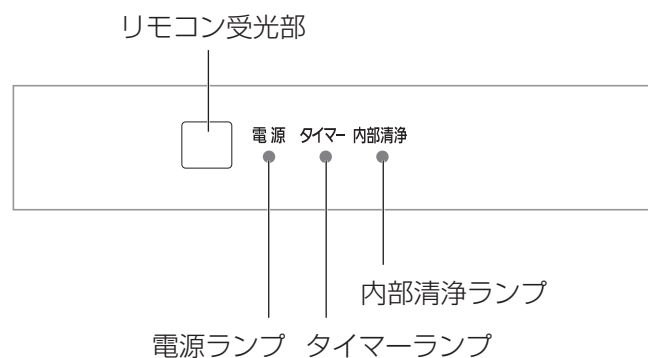 リモコン受光部
電源 タイマー 内部清浄
内部清浄ランプ
電源ランプ タイマーランプ